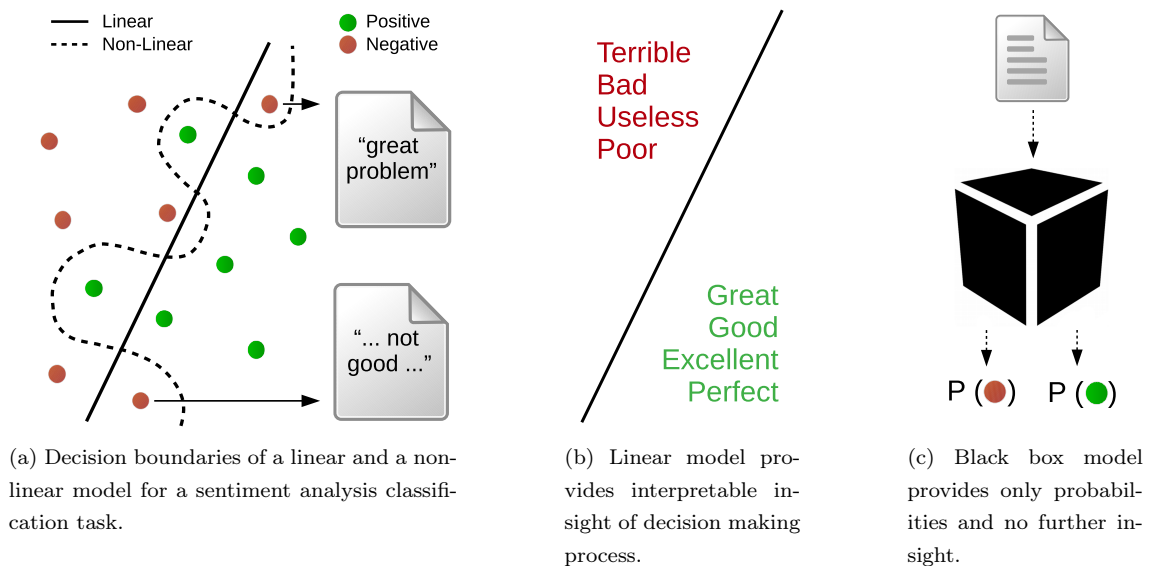 Linear
Non-Linear
Positive
Negative
“great
problem”
“... not
good ...”
(a) Decision boundaries of a linear and a non-
linear model for a sentiment analysis classifi-
cation task.
Terrible
Bad
Useless
Poor
Great
Good
Excellent
Perfect
(b) Linear model pro-
vides interpretable in-
sight of decision making
process.
P ( )
P ( )
(c) Black box model
provides only probabil-
ities and no further in-
sight.